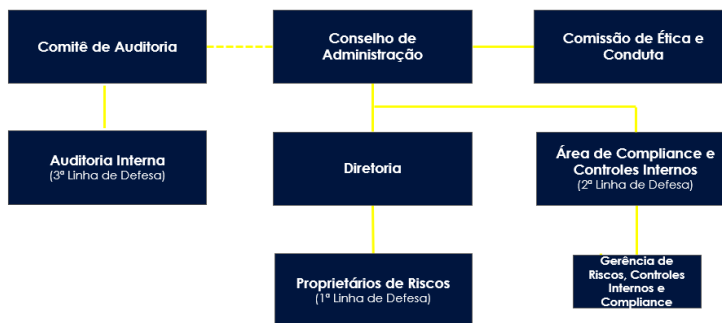 Comitê de Auditoria
Conselho de
Administração
Comissão de Ética e
Conduta
Auditoria Interna
(3ª Linha de Defesa)
Diretoria
Área de Compliance e
Controles Internos
(2ª Linha de Defesa)
Proprietários de Riscos
(1ª Linha de Defesa)
Gerência de
Riscos, Controles
Internos e
Compliance